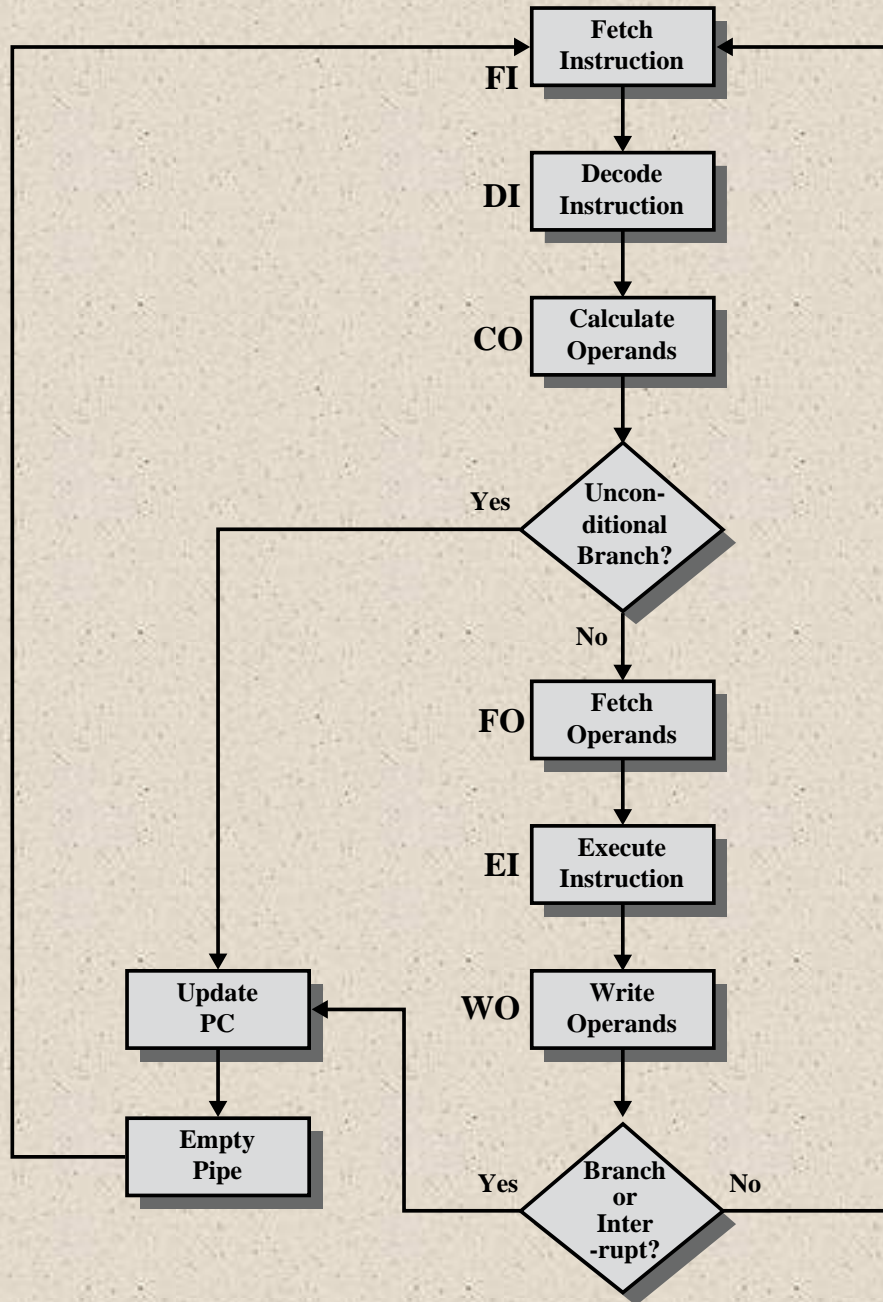 Fetch
Instruction
FI
Decode
Instruction
DI
Calculate
Operands
CO
Yes
Uncon-
ditional
Branch?
No
Fetch
Operands
FO
Execute
Instruction
EI
Update
PC
WO
Write
Operands
Empty
Pipe
Yes
Branch
or
Inter
-rupt?
No